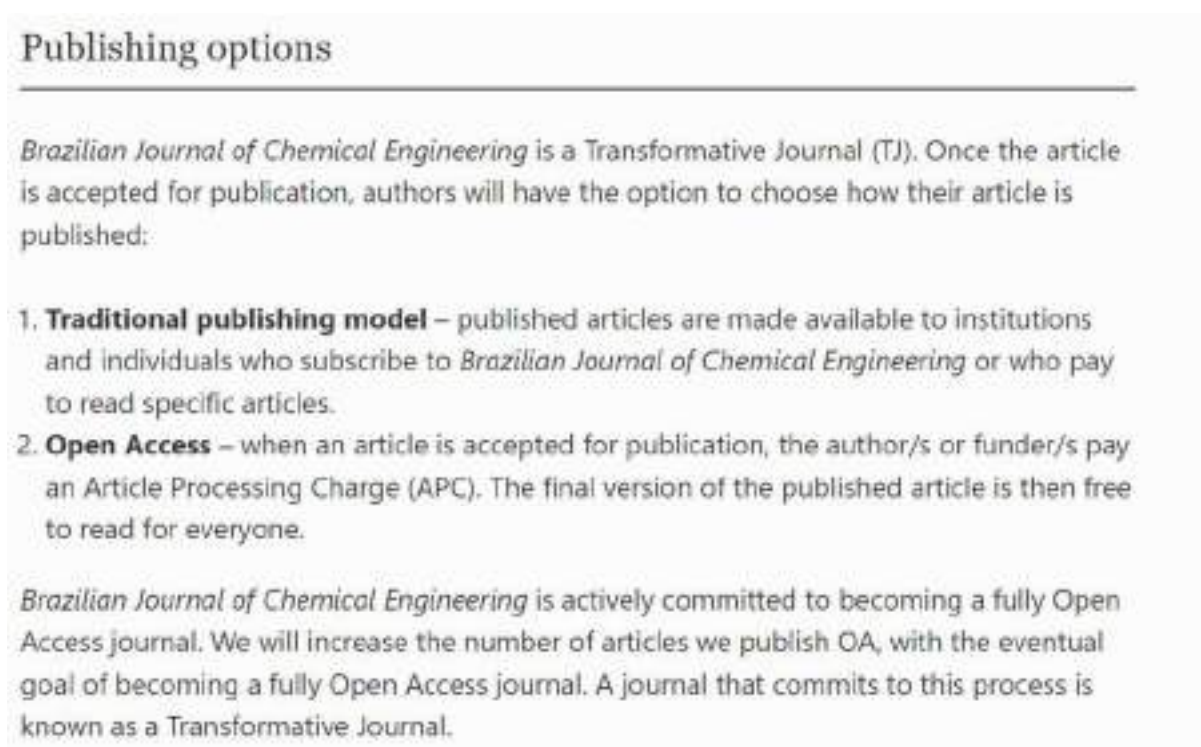 Publishing options
Brazilian Journal of Chemical Engineering is a Transformative Journal (TJ). Once the article
is accepted for publication, authors will have the option to choose how their article is
published:
1. Traditional publishing model – published articles are made available to institutions
and individuals who subscribe to Brazilian Journal of Chemical Engineering or who pay
to read specific articles.
2. Open Access – when an article is accepted for publication, the author/s or funder/s pay
an Article Processing Charge (APC). The final version of the published article is then free
to read for everyone.
Brazilian Journal of Chemical Engineering is actively committed to becoming a fully Open
Access journal. We will increase the number of articles we publish OA, with the eventual
goal of becoming a fully Open Access journal. A journal that commits to this process is
known as a Transformative Journal.